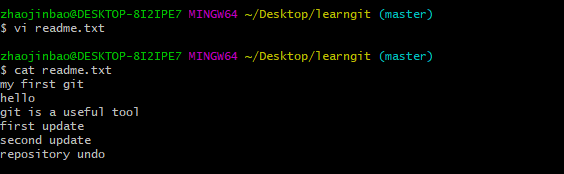 zhaojinbao@DESKTOP-8I2IPE7 MINGW64 ~/Desktop/learngit (master)
$ vi readme.txt
zhaojinbao@DESKTOP-8I2IPE7 MINGW64 ~/Desktop/learngit (master)
$ cat readme.txt
my first git
hello
git is a useful tool
first update
second update
repository undo